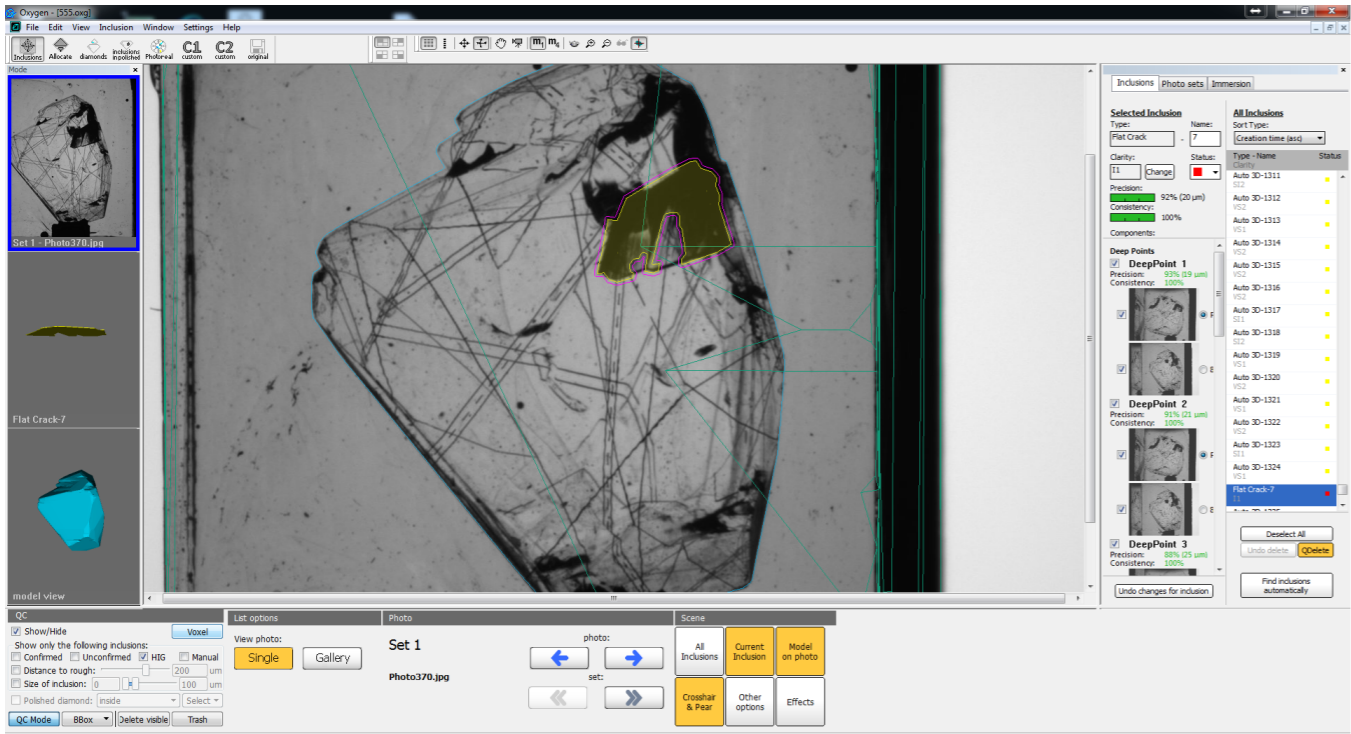 Oxygen - [555.oxg]
File Edit View Inclusion Window Settings Help
Inclusions Allocate diamonds inclusions inpolished Photoreal C1 custom C2 custom original
m1 m4
Mode
Set 1 - Photo370.jpg
Flat Crack-7
model view
Inclusions Photo sets Immersion
Selected Inclusion
Type: Name:
Flat Crack - 7
Clarity: Status:
I1 Change
Precision:
92% (20 µm)
Consistency:
100%
Components:
Deep Points
DeepPoint 1
Precision: 93% (19 µm)
Consistency: 100%
DeepPoint 2
Precision: 91% (21 µm)
Consistency: 100%
DeepPoint 3
Precision: 88% (25 µm)
Consistency: 100%
Undo changes for inclusion
All Inclusions
Sort Type:
Creation time (asc)
Type - Name Status
Clarity
Auto 3D-1311
SI2
Auto 3D-1312
VS2
Auto 3D-1313
VS1
Auto 3D-1314
VS2
Auto 3D-1315
VS2
Auto 3D-1316
VS2
Auto 3D-1317
SI1
Auto 3D-1318
SI2
Auto 3D-1319
VS1
Auto 3D-1320
VS2
Auto 3D-1321
VS1
Auto 3D-1322
VS2
Auto 3D-1323
SI1
Auto 3D-1324
VS1
Flat Crack-7
I1
Deselect All
Undo delete QDelete
Find inclusions
automatically
QC
Show/Hide Voxel
Show only the following inclusions:
Confirmed Unconfirmed HIG Manual
Distance to rough: 200 um
Size of inclusion: 0 100 um
Polished diamond: inside Select
QC Mode BBox Delete visible Trash
List options
View photo:
Single Gallery
Photo
Set 1
Photo370.jpg
photo:
set:
Scene
All
Inclusions
Current
Inclusion
Model
on photo
Crosshair
& Pear
Other
options
Effects